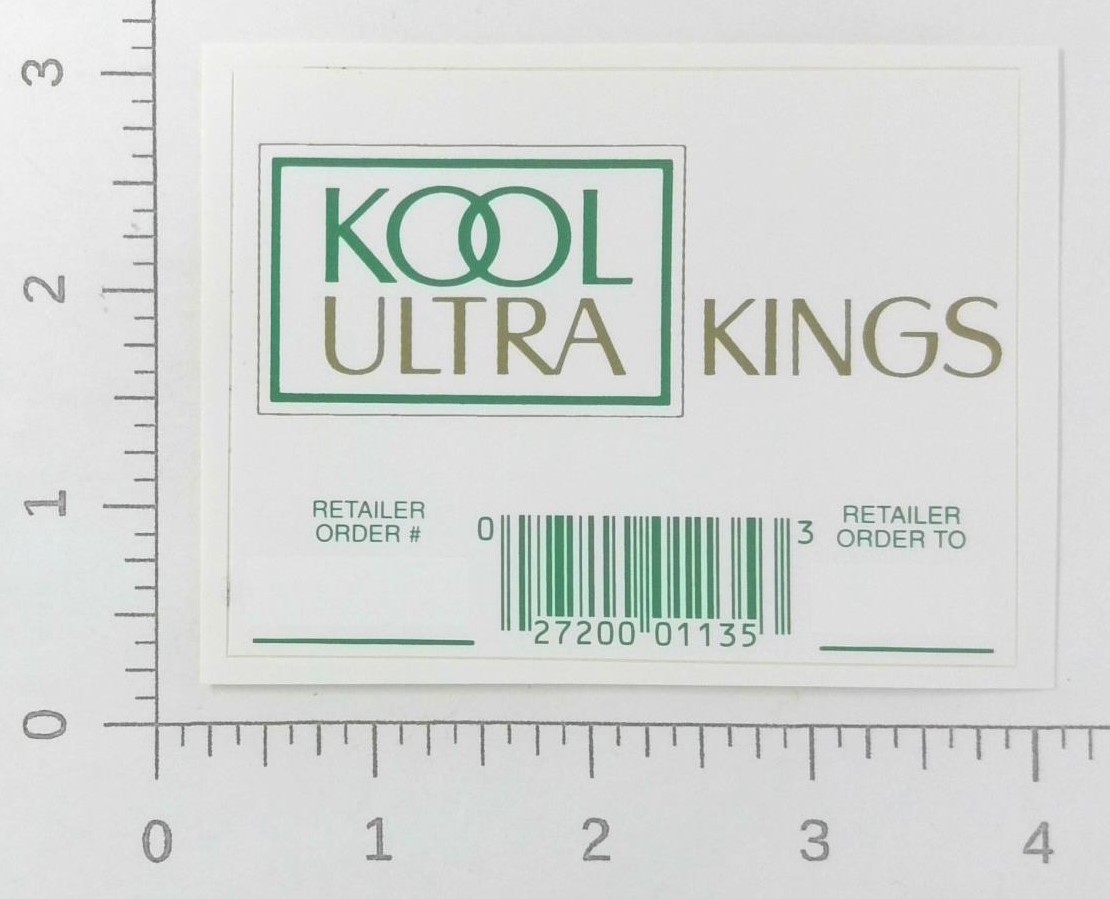 3
2
1
0
KOOL
ULTRA KINGS
RETAILER
ORDER #
0 27200 01135 3
RETAILER
ORDER TO
0 1 2 3 4